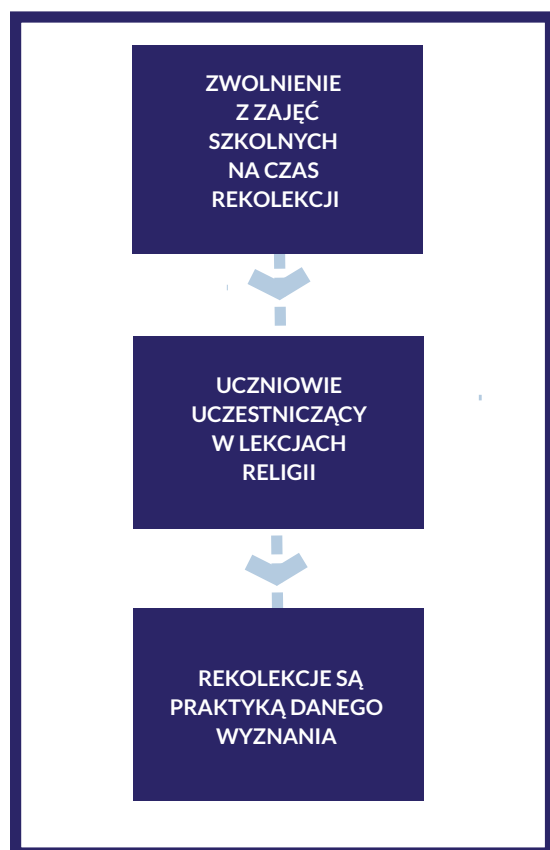 ZWOLNIENIE
Z ZAJĘĆ
SZKOLNYCH
NA CZAS
REKOLEKCJI
UCZNIOWIE
UCZESTNICZĄCY
W LEKCJACH
RELIGII
REKOLEKCJE SĄ
PRAKTYKĄ DANEGO
WYZNANIA